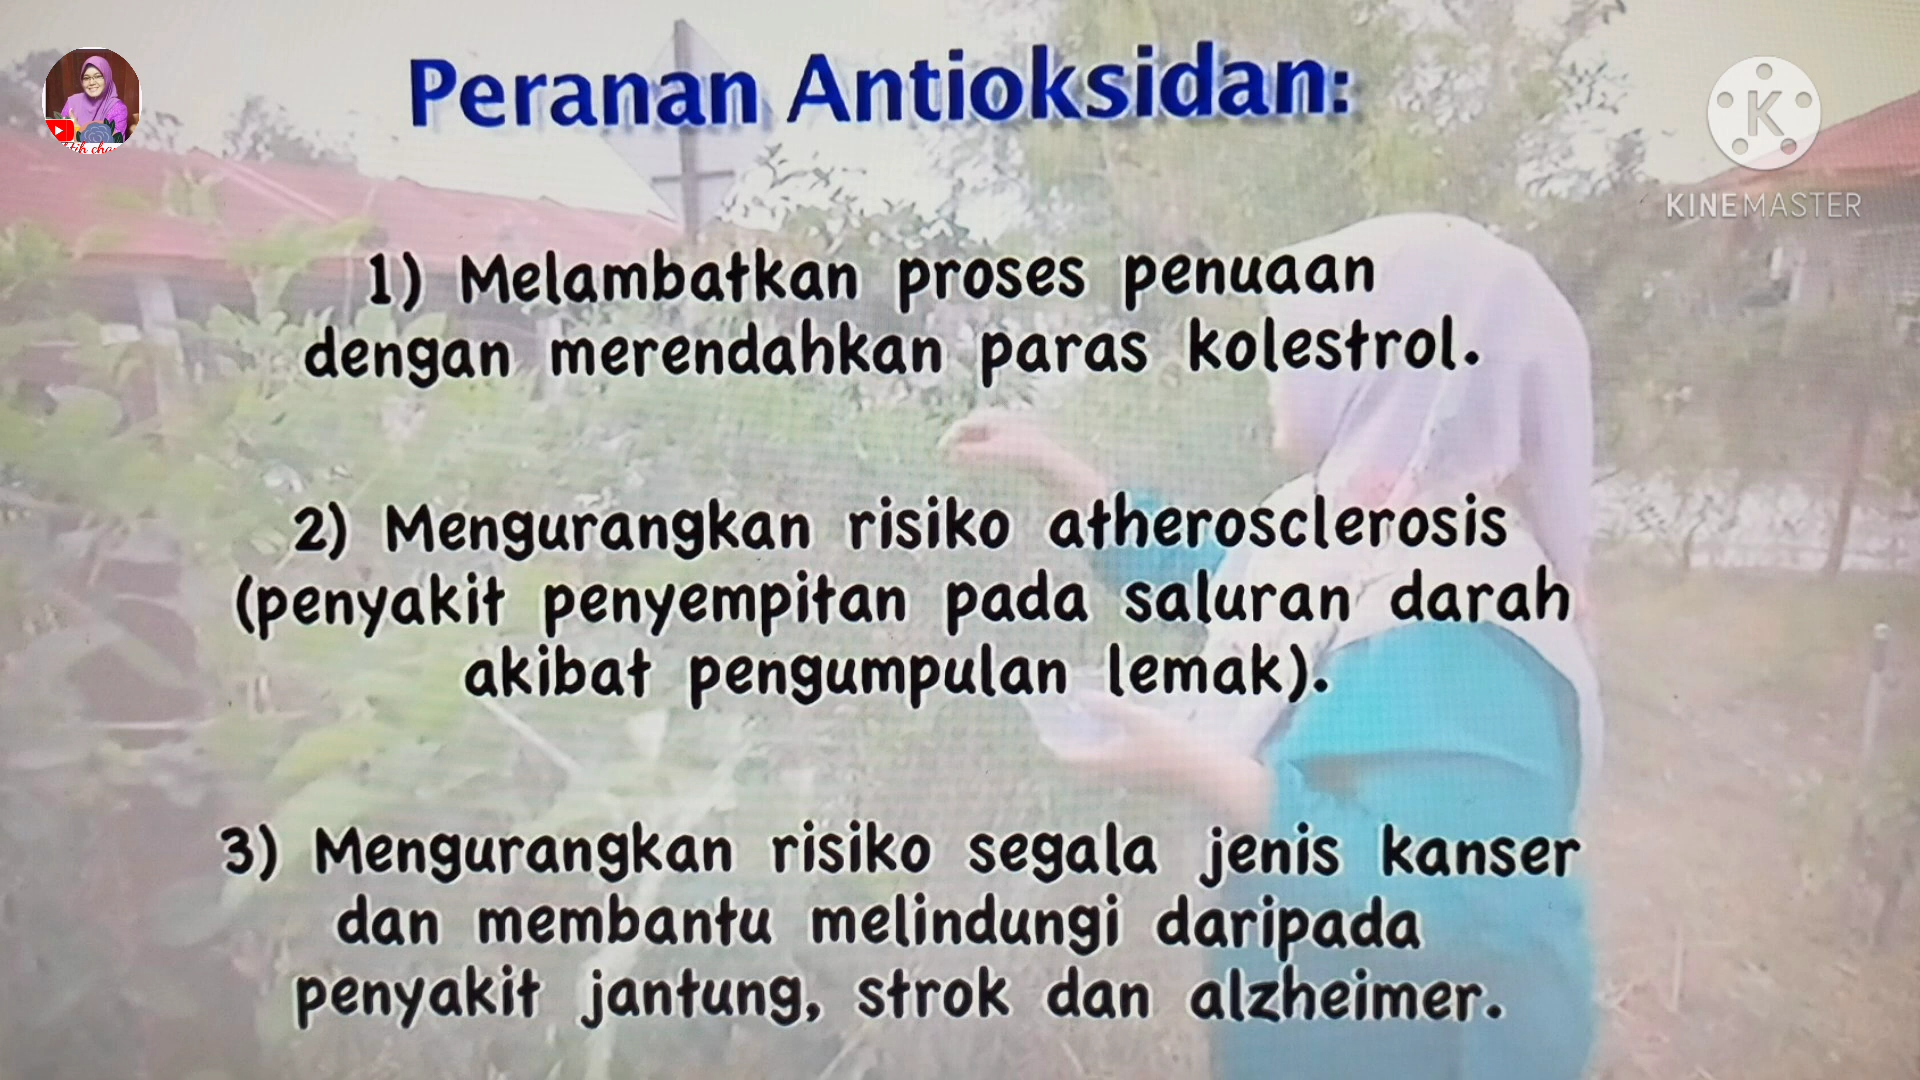 Peranan Antioksidan:
KINEMASTER
1) Melambatkan proses penuaan
dengan merendahkan paras kolestrol.
2) Mengurangkan risiko atherosclerosis
(penyakit penyempitan pada saluran darah
akibat pengumpulan lemak).
3) Mengurangkan risiko segala jenis kanser
dan membantu melindungi daripada
penyakit jantung, strok dan alzheimer.